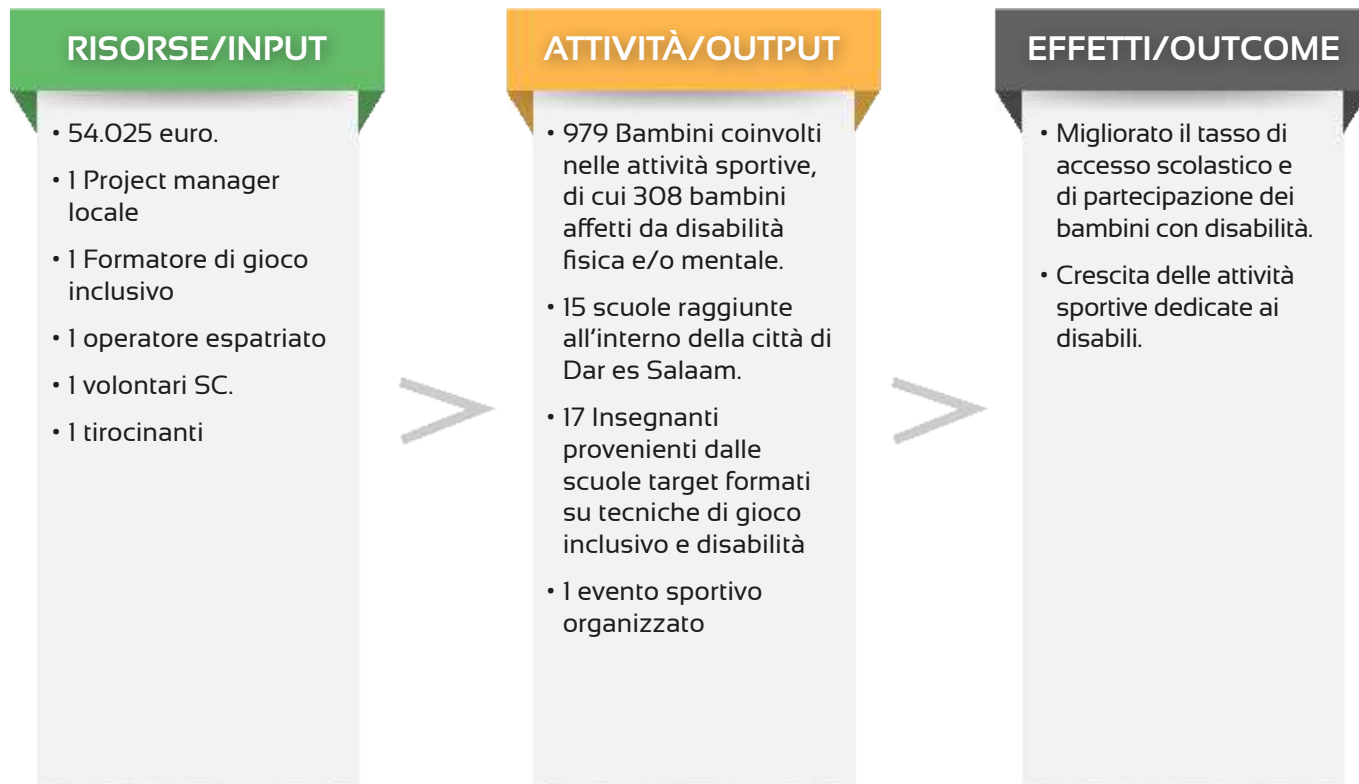 RISORSE/INPUT
• 54.025 euro.
• 1 Project manager
locale
• 1 Formatore di gioco
inclusivo
• 1 operatore espatriato
• 1 volontari SC.
• 1 tirocinanti
>
ATTIVITÀ/OUTPUT
• 979 Bambini coinvolti
nelle attività sportive,
di cui 308 bambini
affetti da disabilità
fisica e/o mentale.
• 15 scuole raggiunte
all'interno della città di
Dar es Salaam.
• 17 Insegnanti
provenienti dalle
scuole target formati
su tecniche di gioco
inclusivo e disabilità
• 1 evento sportivo
organizzato
>
EFFETTI/OUTCOME
• Migliorato il tasso di
accesso scolastico e
di partecipazione dei
bambini con disabilità.
• Crescita delle attività
sportive dedicate ai
disabili.